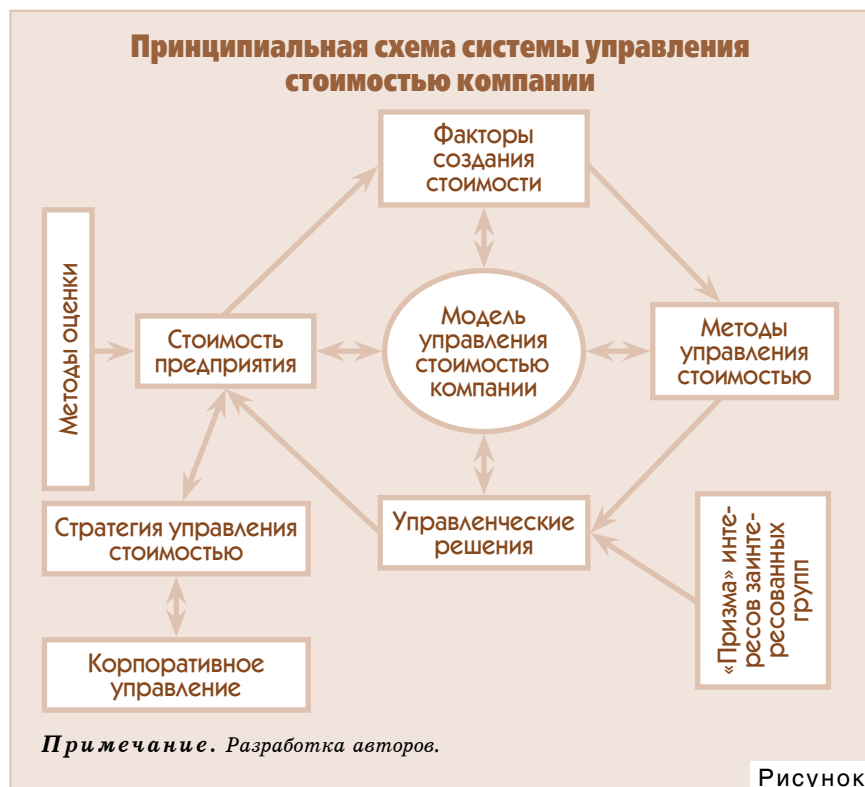 Принципиальная схема системы управления
стоимостью компании
Факторы
создания
стоимости
Методы оценки
Стоимость
предприятия
Модель
управления
стоимостью
компании
Методы
управления
стоимостью
Стратегия управления
стоимостью
Управленческие
решения
«Призма» инте-
ресов заинте-
ресованных
групп
Корпоративное
управление
Примечание. Разработка авторов.
Рисунок